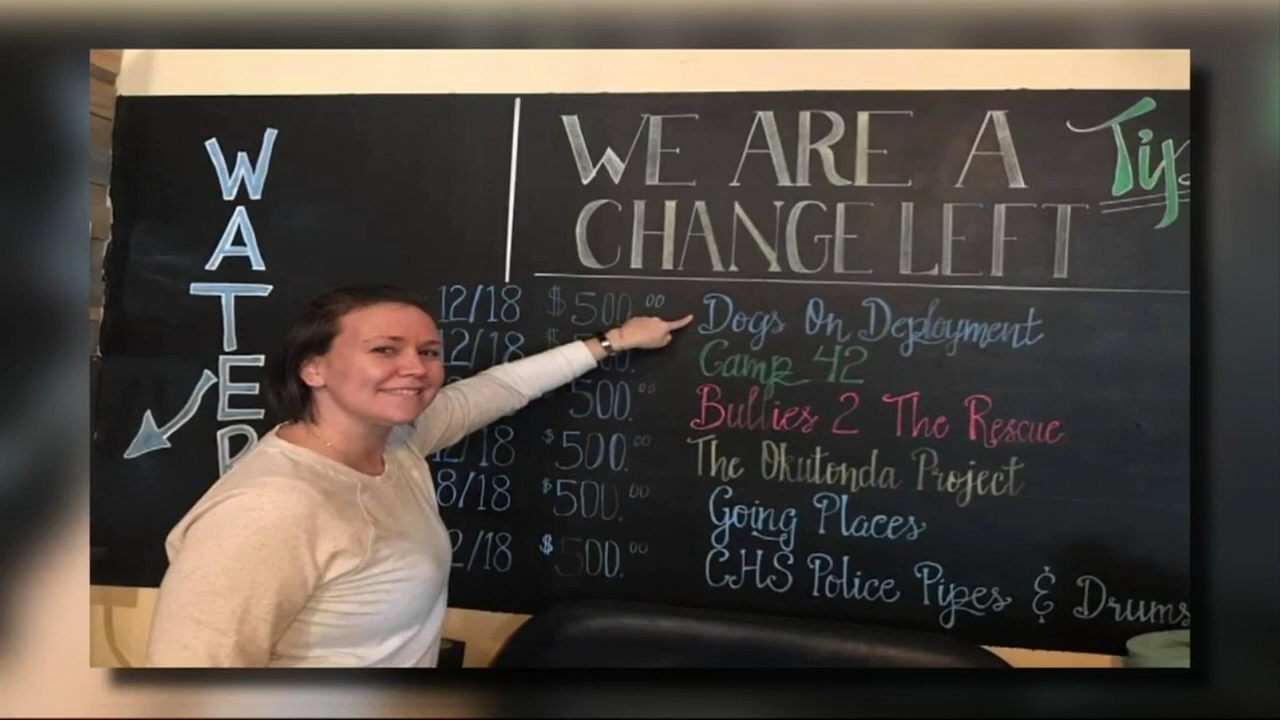 WATER
WE ARE A
CHANGE LEFT
12/18 $500.00 Dogs On Deployment
12/18 Camp 42
500.00 Bullies 2 The Rescue
$500.00 The Okutonda Project
8/18 $500.00 Going Places
2/18 $500.00 CHS Police Pipes & Drums